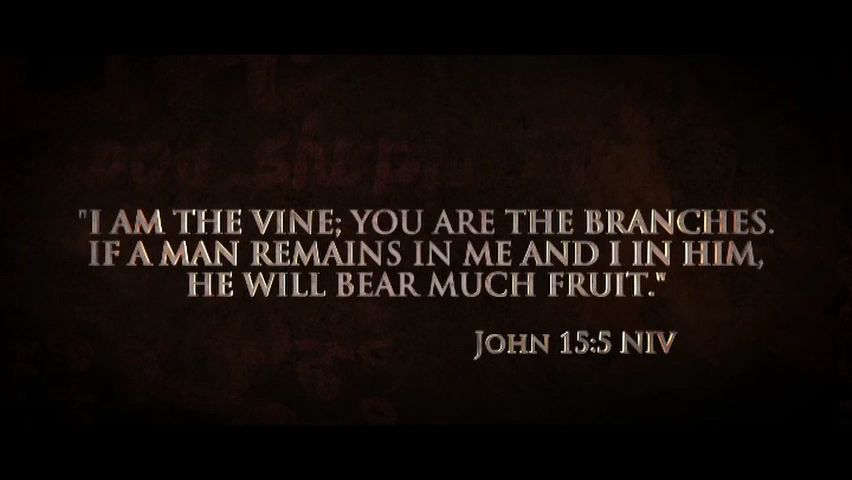 "I AM THE VINE; YOU ARE THE BRANCHES.
IF A MAN REMAINS IN ME AND I IN HIM,
HE WILL BEAR MUCH FRUIT."
JOHN 15:5 NIV